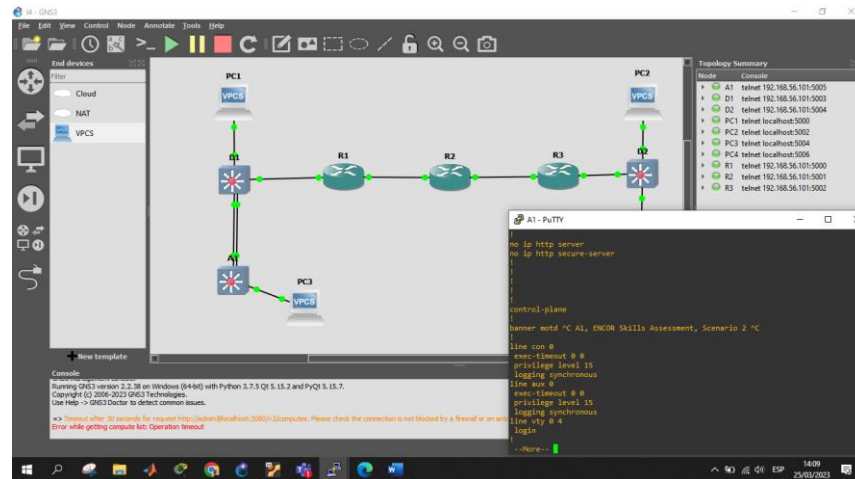 I4 - GNS3
File Edit View Control Node Annotate Tools Help
End devices
Filter
Cloud
NAT
VPCS
New template
PC1
VPCS
D1
R1
R2
R3
PC2
VPCS
D2
PC3
VPCS
Topology Summary
Node Console
A1 telnet 192.168.56.101:5005
D1 telnet 192.168.56.101:5003
D2 telnet 192.168.56.101:5004
PC1 telnet localhost:5000
PC2 telnet localhost:5002
PC3 telnet localhost:5004
PC4 telnet localhost:5006
R1 telnet 192.168.56.101:5000
R2 telnet 192.168.56.101:5001
R3 telnet 192.168.56.101:5002
A1 - PuTTY
!
no ip http server
no ip http secure-server
!
!
!
!
!
control-plane
!
banner motd ^C A1, ENCOR Skills Assessment, Scenario 2 ^C
!
line con 0
exec-timeout 0 0
privilege level 15
logging synchronous
line aux 0
exec-timeout 0 0
privilege level 15
logging synchronous
line vty 0 4
login
!
--More--
Console
Running GNS3 version 2.2.38 on Windows (64-bit) with Python 3.7.5 Qt 5.15.2 and PyQt 5.15.7.
Copyright (c) 2006-2023 GNS3 Technologies.
Use Help -> GNS3 Doctor to detect common issues.
=> Timeout after 30 seconds for request http://admin@localhost:3080/v2/computes. Please check the connection is not blocked by a firewall or an
Error while getting compute list: Operation timeout
ESP
14:09
25/03/2023